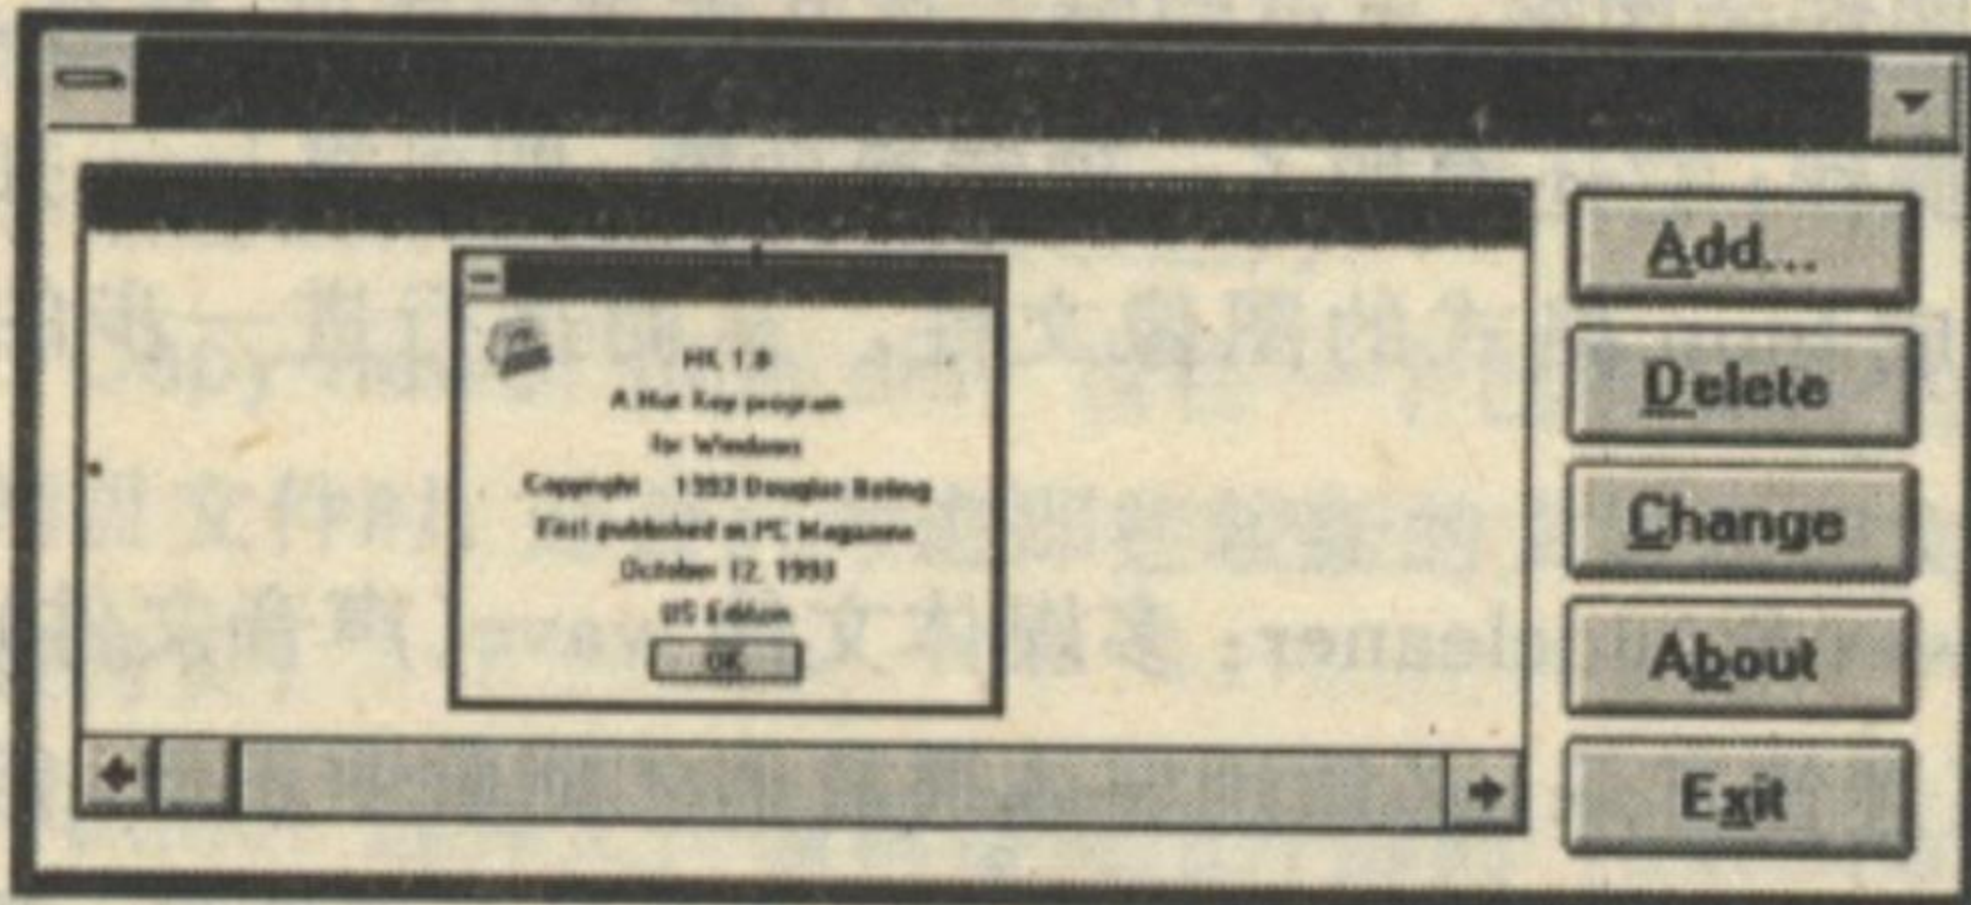 HK 1.0
A Hot Key program
for Windows
Copyright 1993 Douglas Boling
First published in PC Magazine
October 12, 1993
US Edition
OK
Add...
Delete
Change
About
Exit